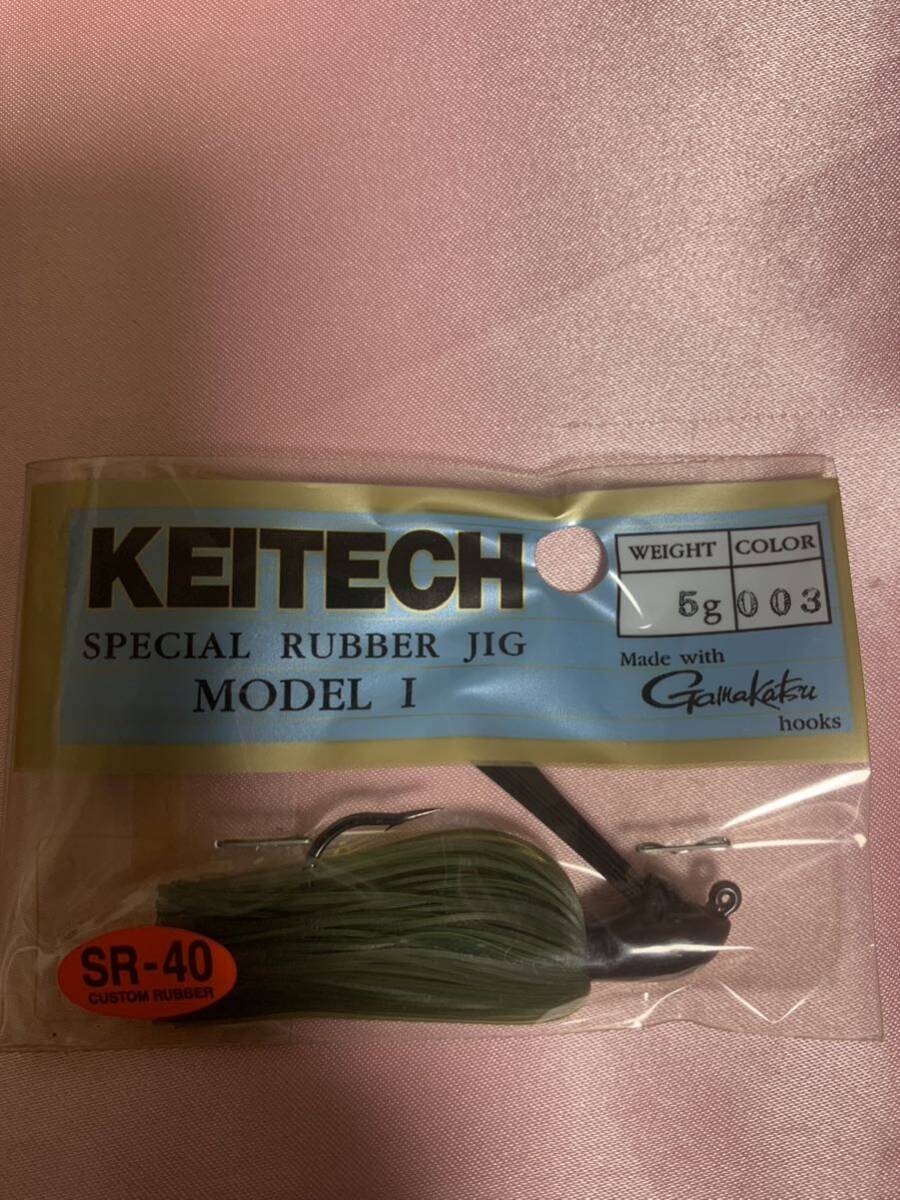 KEITECH
SPECIAL RUBBER JIG
MODEL I
WEIGHT COLOR
5g 003
Made with
Gamakatsu
hooks
SR-40
CUSTOM RUBBER